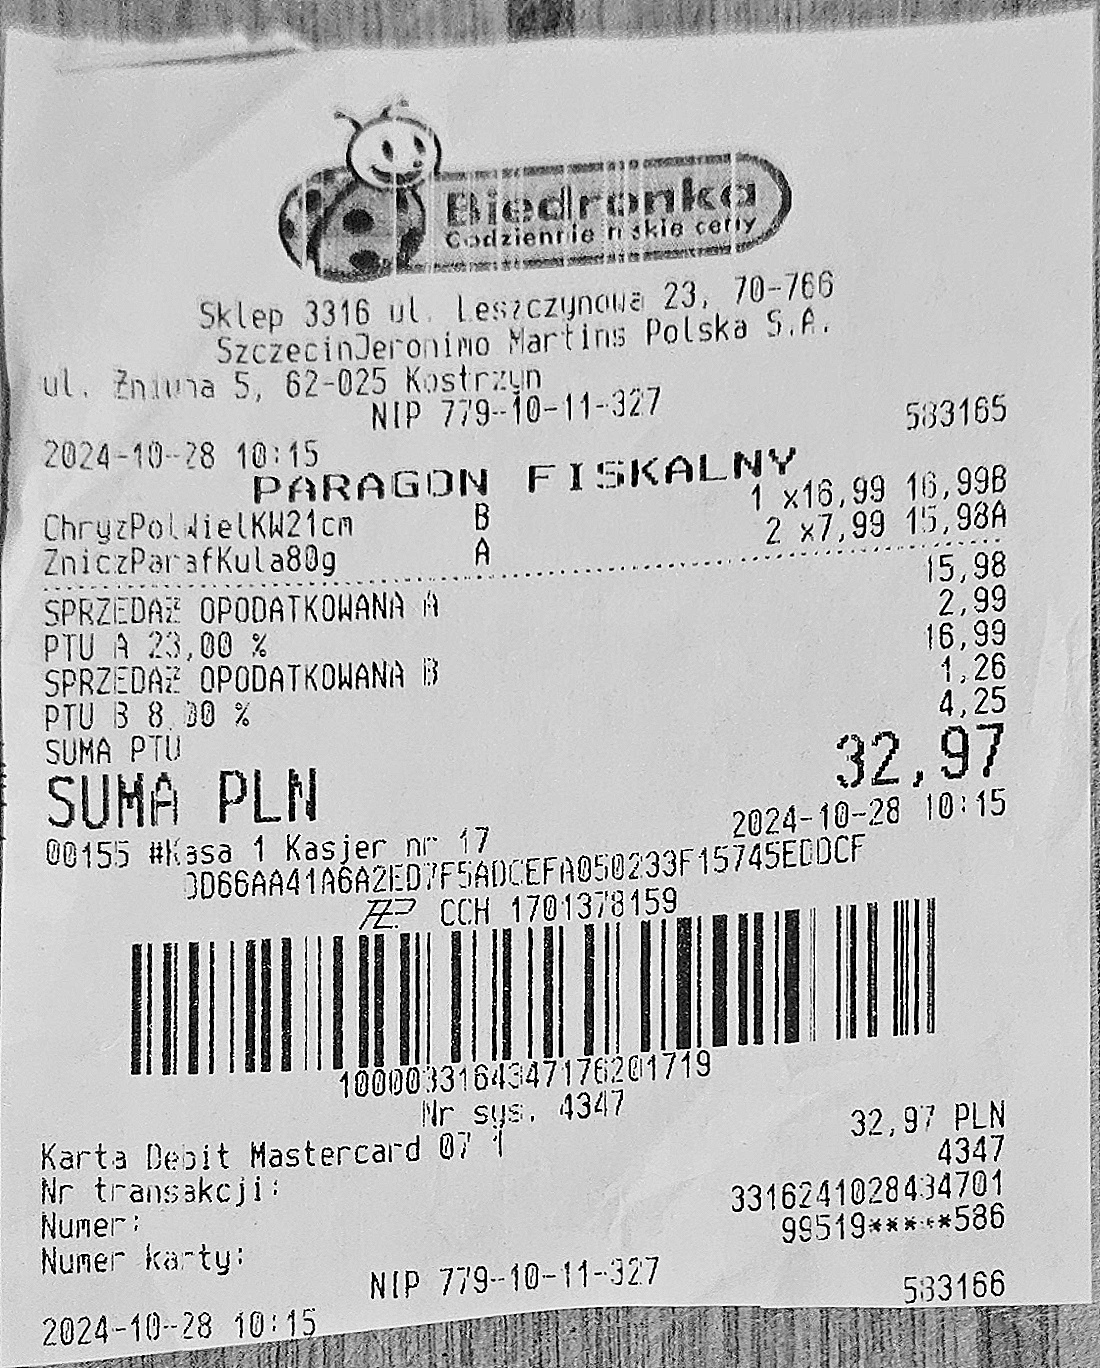 Biedronka
Codziennie niskie ceny
Sklep 3316 ul. Leszczynowa 23, 70-766
SzczecinJeronimo Martins Polska S.A.
ul. Żniwna 5, 62-025 Kostrzyn
NIP 779-10-11-327
2024-10-28 10:15 583165
PARAGON FISKALNY
ChryzPolWielKW21cm B 1 x16,99 16,99B
ZniczParafKula80g A 2 x7,99 15,98A
SPRZEDAŻ OPODATKOWANA A 15,98
PTU A 23,00 % 2,99
SPRZEDAŻ OPODATKOWANA B 16,99
PTU B 8,00 % 1,26
SUMA PTU 4,25
SUMA PLN 32,97
00155 #Kasa 1 Kasjer nr 17 2024-10-28 10:15
CCH 1701378159
1000033164347176201719
Nr sys. 4347
Karta Debit Mastercard 07 1 32,97 PLN
Nr transakcji: 4347
Numer: 3316241028434701
Numer karty: 99519*****586
NIP 779-10-11-327
2024-10-28 10:15 583166